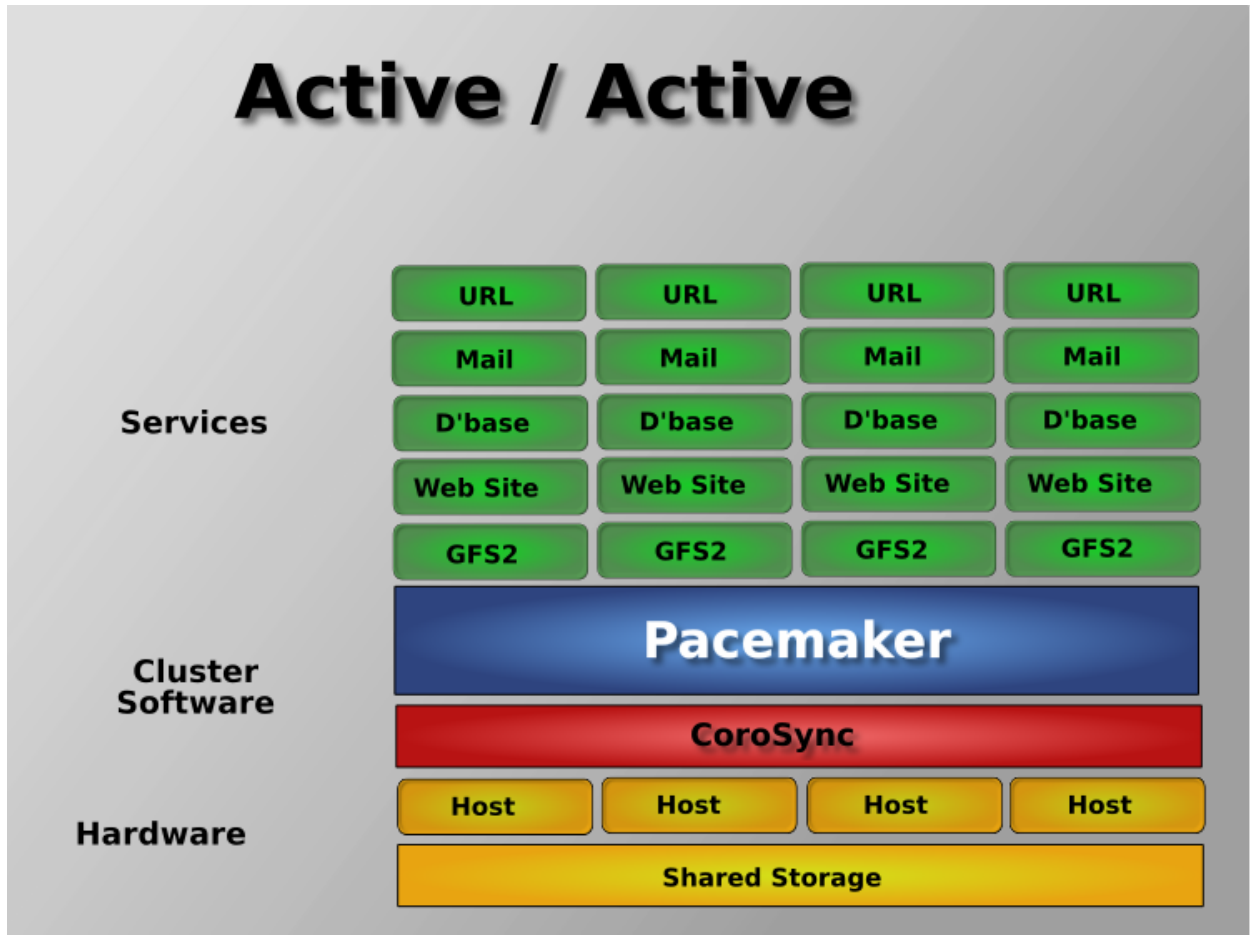 Active / Active
URL URL URL URL
Mail Mail Mail Mail
Services
D'base D'base D'base D'base
Web Site Web Site Web Site Web Site
GFS2 GFS2 GFS2 GFS2
Cluster
Software
Pacemaker
CoroSync
Hardware
Host Host Host Host
Shared Storage